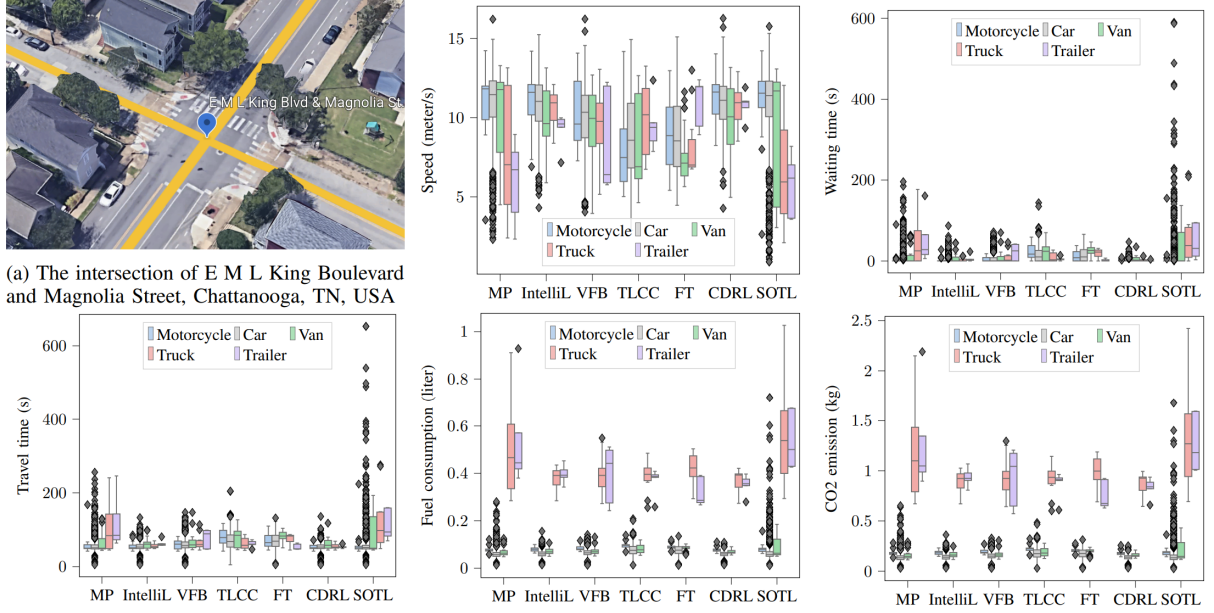 E M L King Blvd & Magnolia St.
(a) The intersection of E M L King Boulevard
and Magnolia Street, Chattanooga, TN, USA
Speed (meter/s)
15
10
5
Motorcycle Car Van
Truck Trailer
MP IntelliL VFB TLCC FT CDRL SOTL
Waiting time (s)
600
400
200
0
Motorcycle Car Van
Truck Trailer
MP IntelliL VFB TLCC FT CDRL SOTL
Travel time (s)
600
400
200
0
Motorcycle Car Van
Truck Trailer
MP IntelliL VFB TLCC FT CDRL SOTL
Fuel consumption (liter)
1
0.8
0.6
0.4
0.2
0
Motorcycle Car Van
Truck Trailer
MP IntelliL VFB TLCC FT CDRL SOTL
CO2 emission (kg)
2.5
2
1.5
1
0.5
0
Motorcycle Car Van
Truck Trailer
MP IntelliL VFB TLCC FT CDRL SOTL